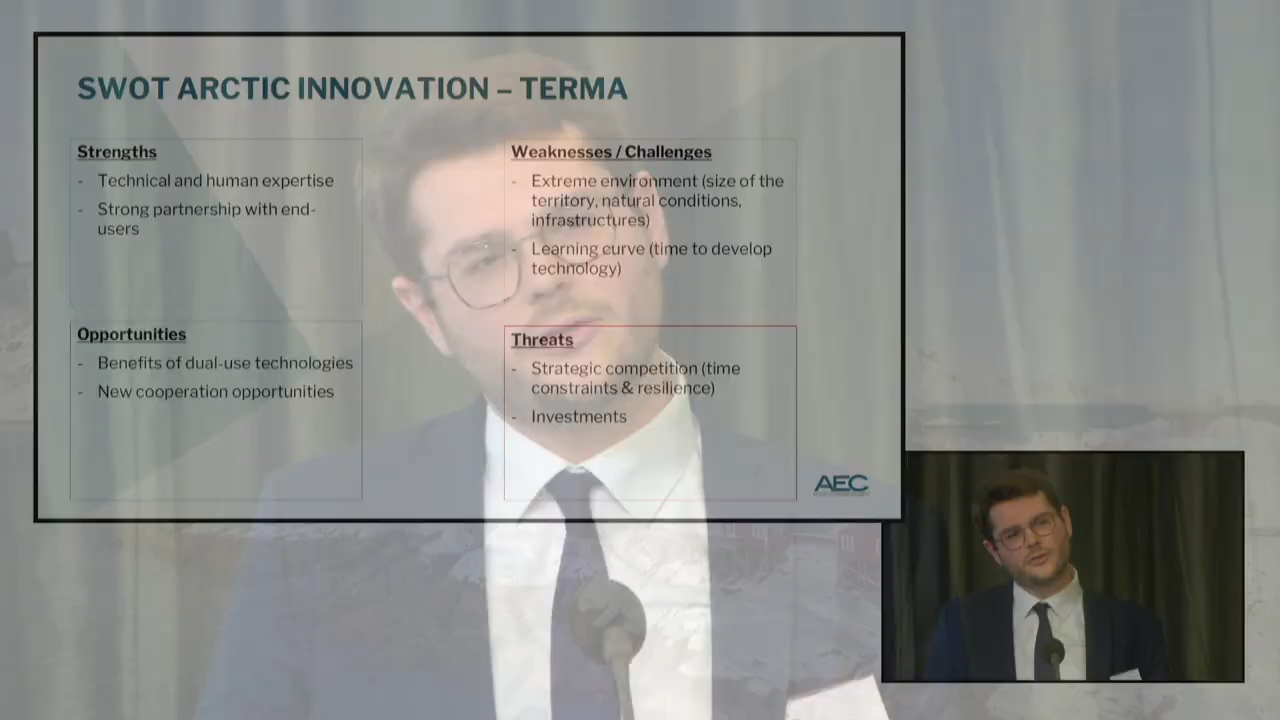 SWOT ARCTIC INNOVATION – TERMA
Strengths
- Technical and human expertise
- Strong partnership with end-
users
Weaknesses / Challenges
- Extreme environment (size of the
territory, natural conditions,
infrastructures)
- Learning curve (time to develop
technology)
Opportunities
- Benefits of dual-use technologies
- New cooperation opportunities
Threats
- Strategic competition (time
constraints & resilience)
- Investments
AEC